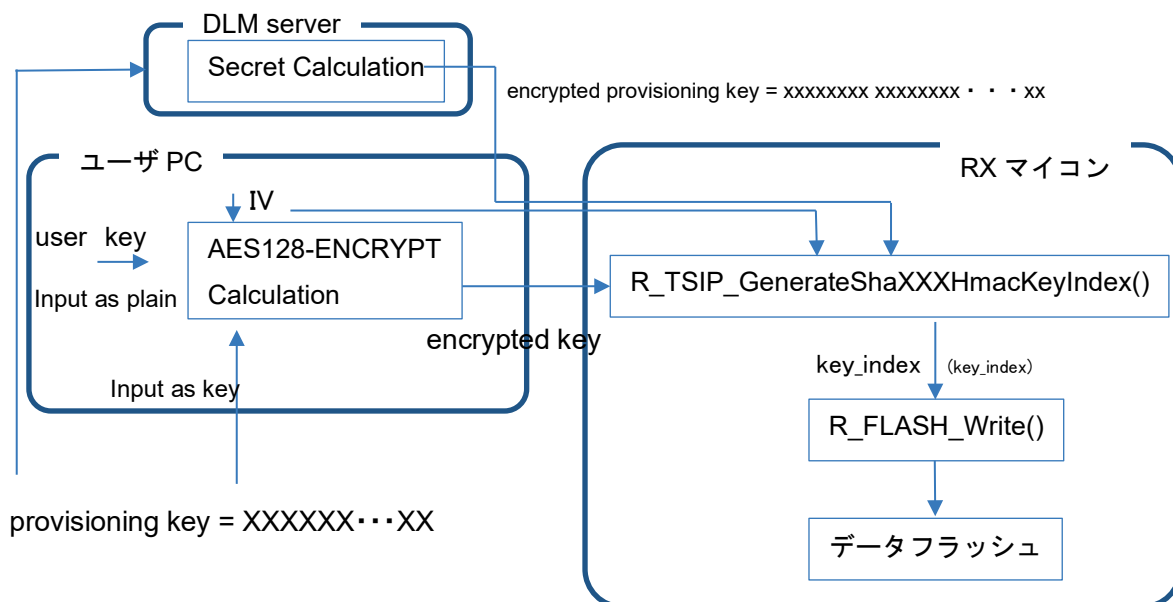 DLM server
Secret Calculation
encrypted provisioning key = xxxxxxxx xxxxxxxx・・・xx
ユーザ PC
RX マイコン
IV
user key
Input as plain
AES128-ENCRYPT
Calculation
R_TSIP_GenerateShaXXXHmacKeyIndex()
encrypted key
Input as key
key_index (key_index)
R_FLASH_Write()
provisioning key = XXXXXX・・・XX
データフラッシュ